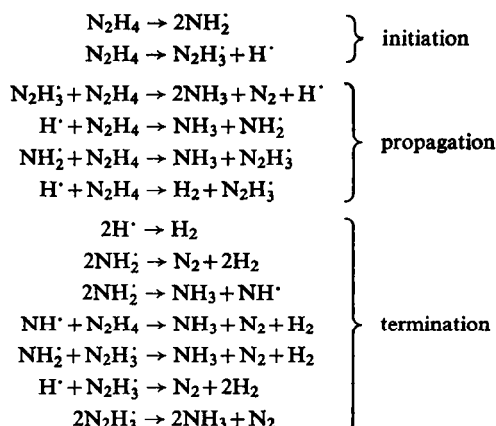 N₂H₄ → 2NH₂˙
N₂H₄ → N₂H₃˙ + H˙
initiation
N₂H₃˙ + N₂H₄ → 2NH₃ + N₂ + H˙
H˙ + N₂H₄ → NH₃ + NH₂˙
NH₂˙ + N₂H₄ → NH₃ + N₂H₃˙
H˙ + N₂H₄ → H₂ + N₂H₃˙
propagation
2H˙ → H₂
2NH₂˙ → N₂ + 2H₂
2NH₂˙ → NH₃ + NH˙
NH˙ + N₂H₄ → NH₃ + N₂ + H₂
NH₂˙ + N₂H₃˙ → NH₃ + N₂ + H₂
H˙ + N₂H₃˙ → N₂ + 2H₂
2N₂H₃˙ → 2NH₃ + N₂
termination